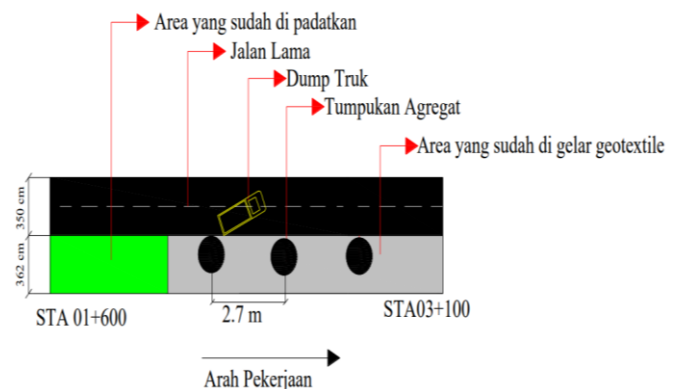 Area yang sudah di padatkan
Jalan Lama
Dump Truk
Tumpukan Agregat
Area yang sudah di gelar geotextile
350 cm
362 cm
STA 01+600
2.7 m
STA03+100
Arah Pekerjaan